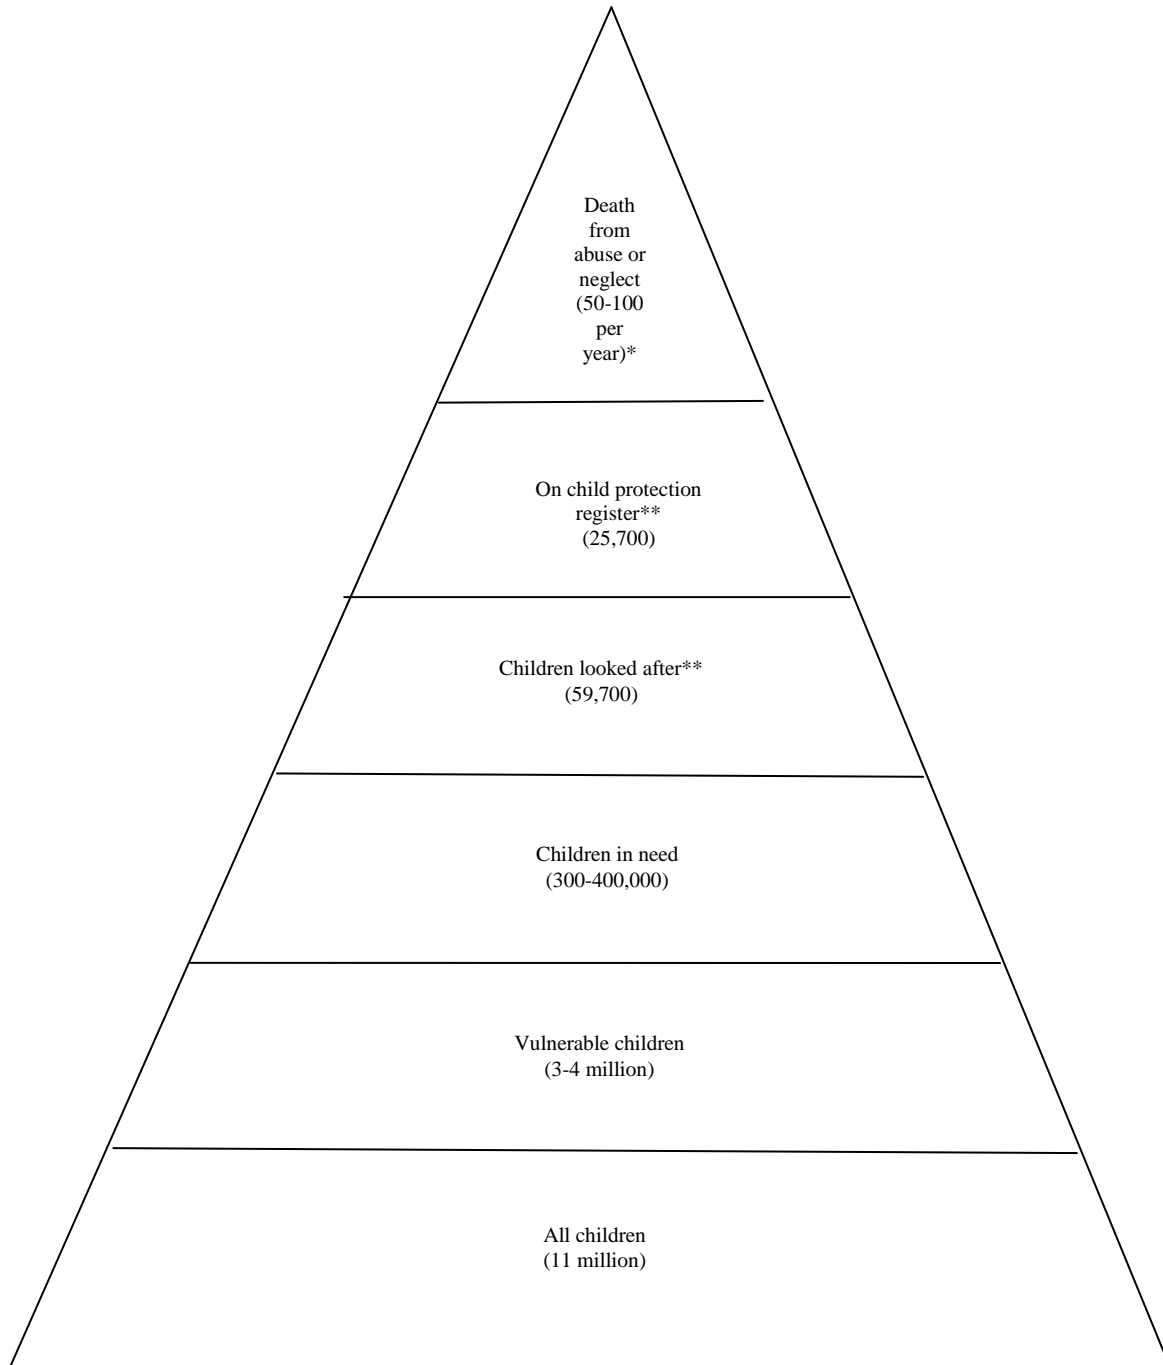 Death
from
abuse or
neglect
(50-100
per
year)*
On child protection
register**
(25,700)
Children looked after**
(59,700)
Children in need
(300-400,000)
Vulnerable children
(3-4 million)
All children
(11 million)